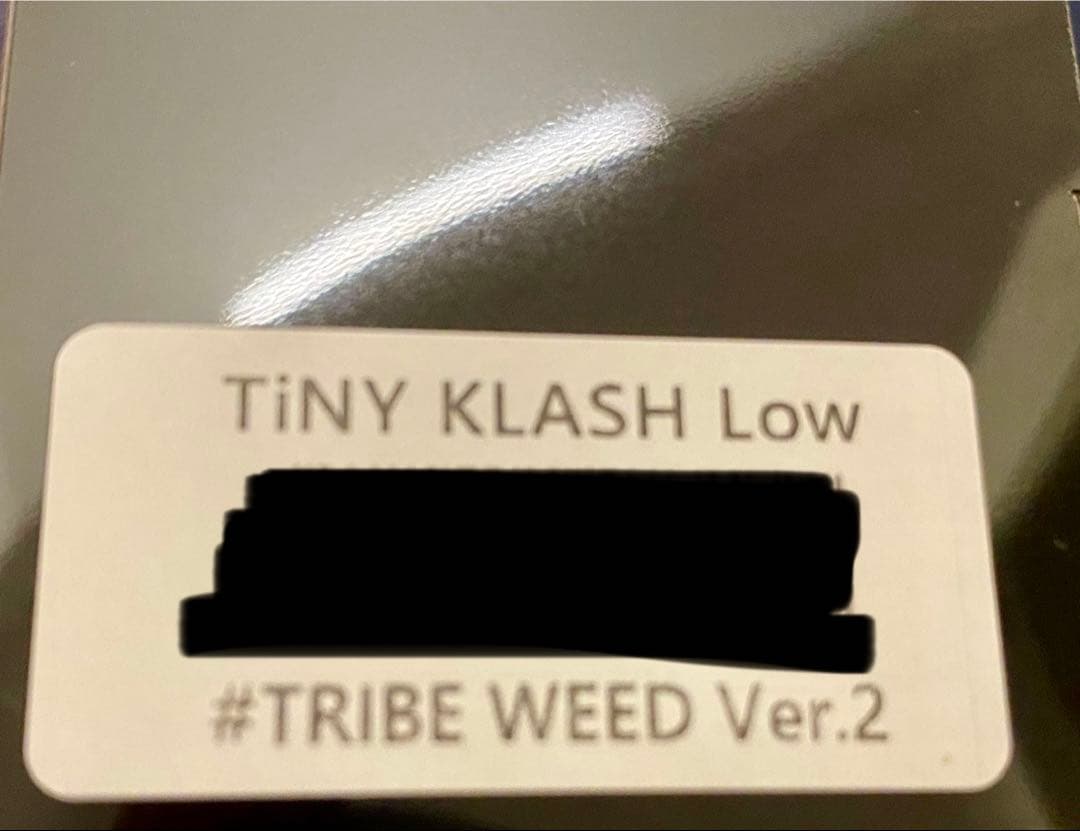 TiNY KLASH Low
#TRIBE WEED Ver.2